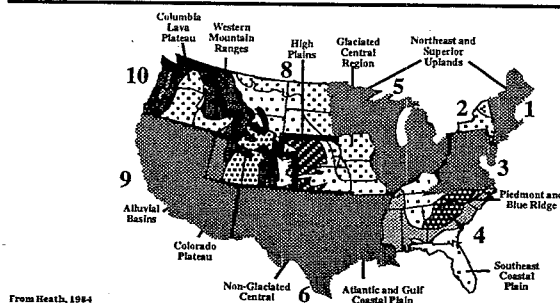 Columbia
Lava
Plateau
Western
Mountain
Ranges
High
Plains
Glaciated
Central
Region
Northeast and
Superior
Uplands
10
8
5
2
1
3
9
Piedmont and
Blue Ridge
4
Alluvial
Basins
Colorado
Plateau
Southeast
Coastal
Plain
Non-Glaciated
Central
6
Atlantic and Gulf
Coastal Plain
From Heath, 1984